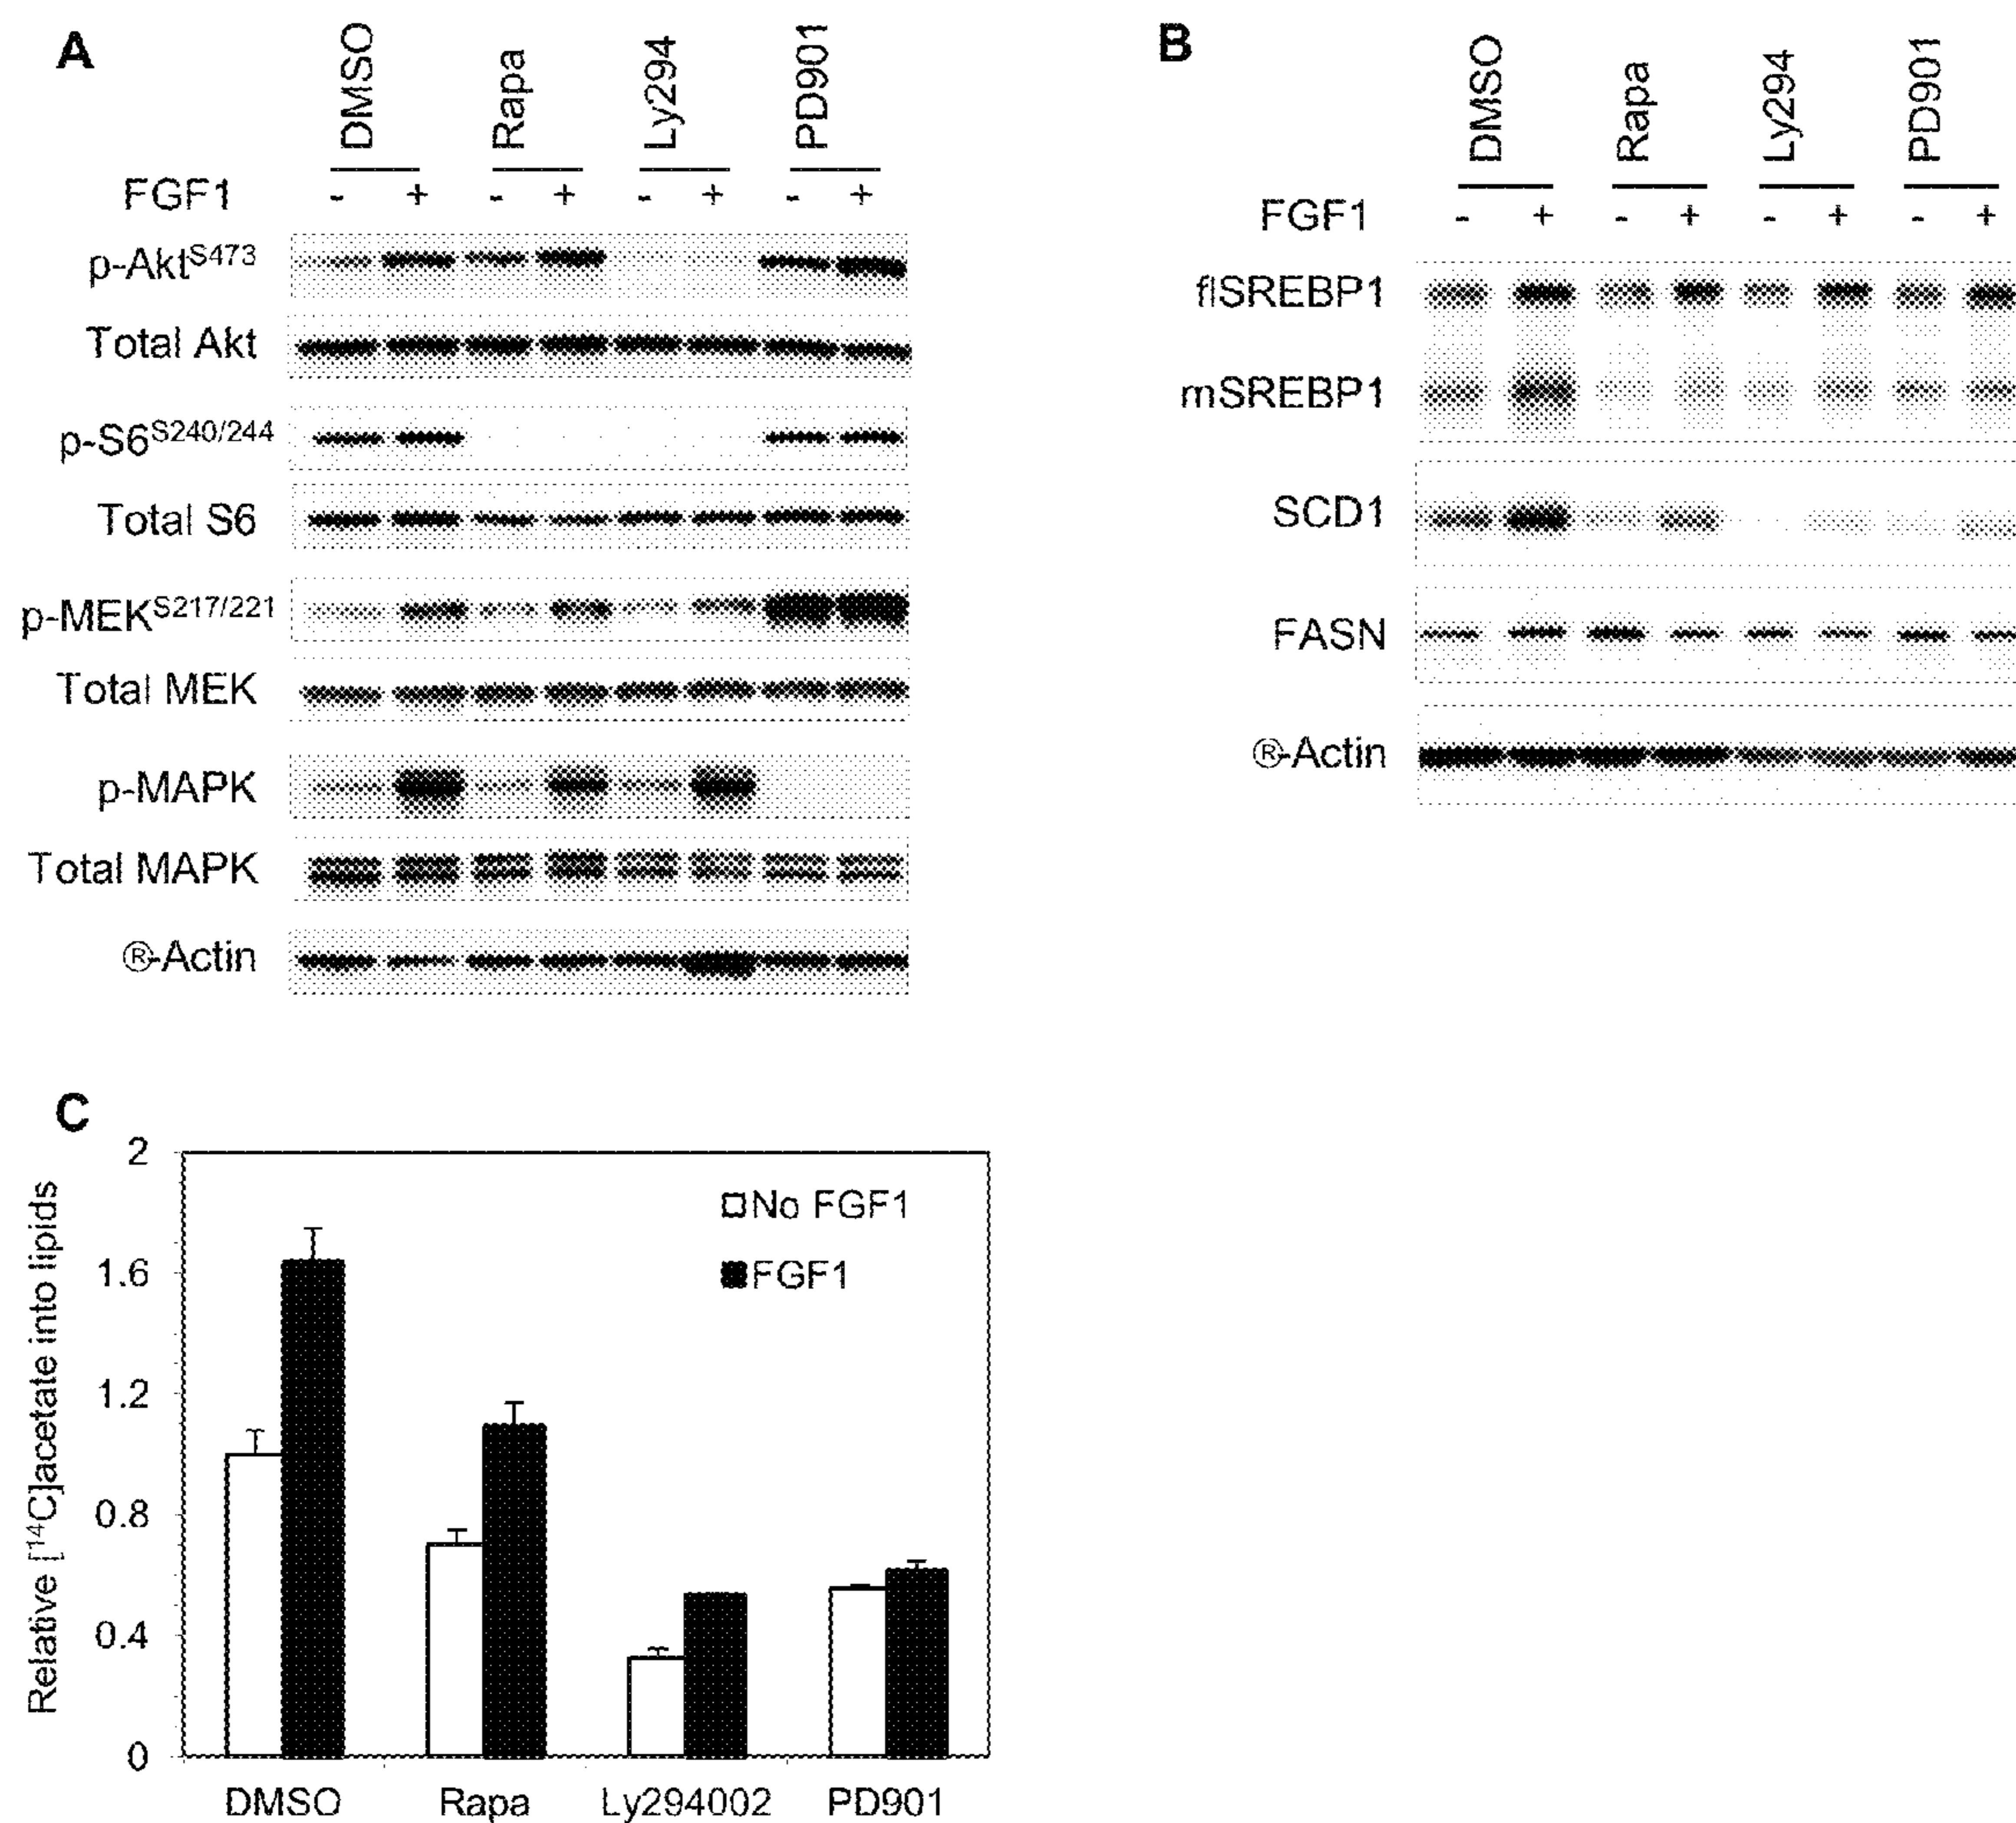 A
DMSO Rapa Ly294 PD901
FGF1 - + - + - + - +
p-Akt^S473
Total Akt
p-S6^S240/244
Total S6
p-MEK^S217/221
Total MEK
p-MAPK
Total MAPK
®-Actin
B
DMSO Rapa Ly294 PD901
FGF1 - + - + - + - +
flSREBP1
mSREBP1
SCD1
FASN
®-Actin
C
Relative [¹⁴C]acetate into lipids
2
1.6
1.2
0.8
0.4
0
No FGF1
FGF1
DMSO Rapa Ly294002 PD901